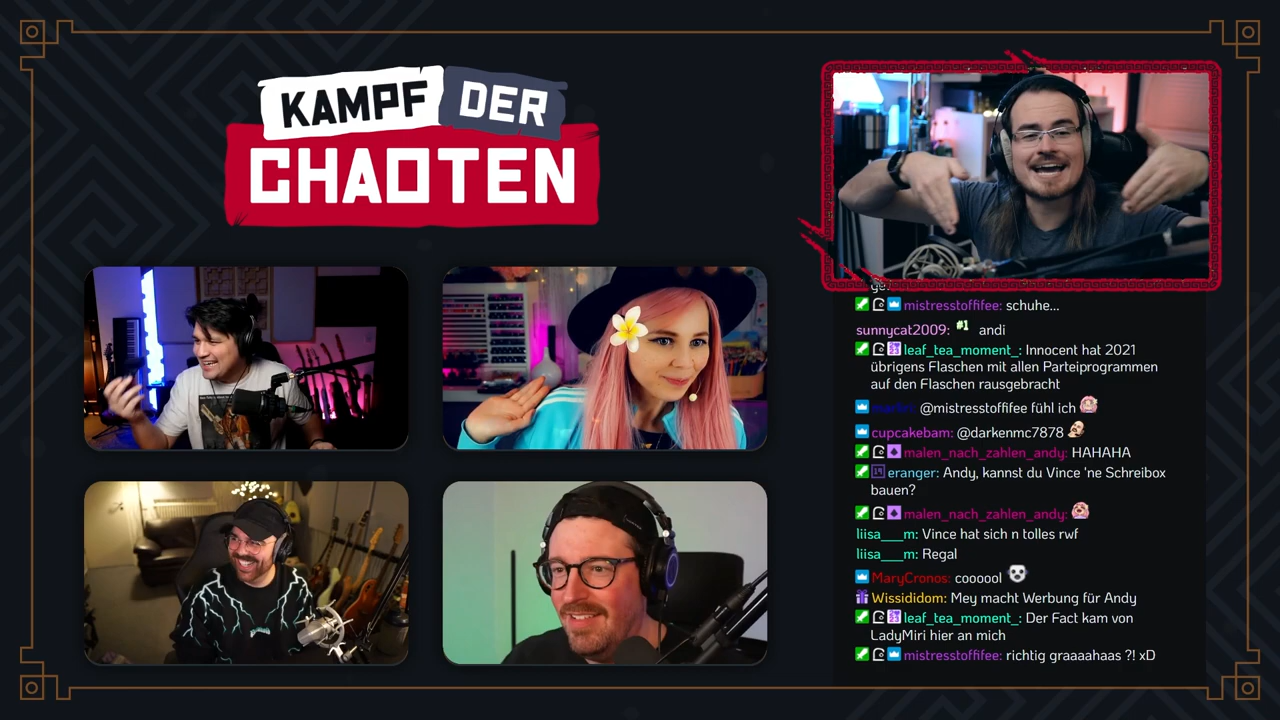 KAMPF DER
CHAOTEN
mistresstoffifee: schuhe...
sunnycat2009: #1 andi
leaf_tea_moment_: Innocent hat 2021
übrigens Flaschen mit allen Parteiprogrammen
auf den Flaschen rausgebracht
@mistresstoffifee fühl ich
cupcakebam: @darkenmc7878
malen_nach_zahlen_andy: HAHAHA
eranger: Andy, kannst du Vince 'ne Schreibox
bauen?
malen_nach_zahlen_andy:
liisa___m: Vince hat sich n tolles rwf
liisa___m: Regal
MaryCronos: coooool
Wissididom: Mey macht Werbung für Andy
leaf_tea_moment_: Der Fact kam von
LadyMiri hier an mich
mistresstoffifee: richtig graaaahaas ?! xD